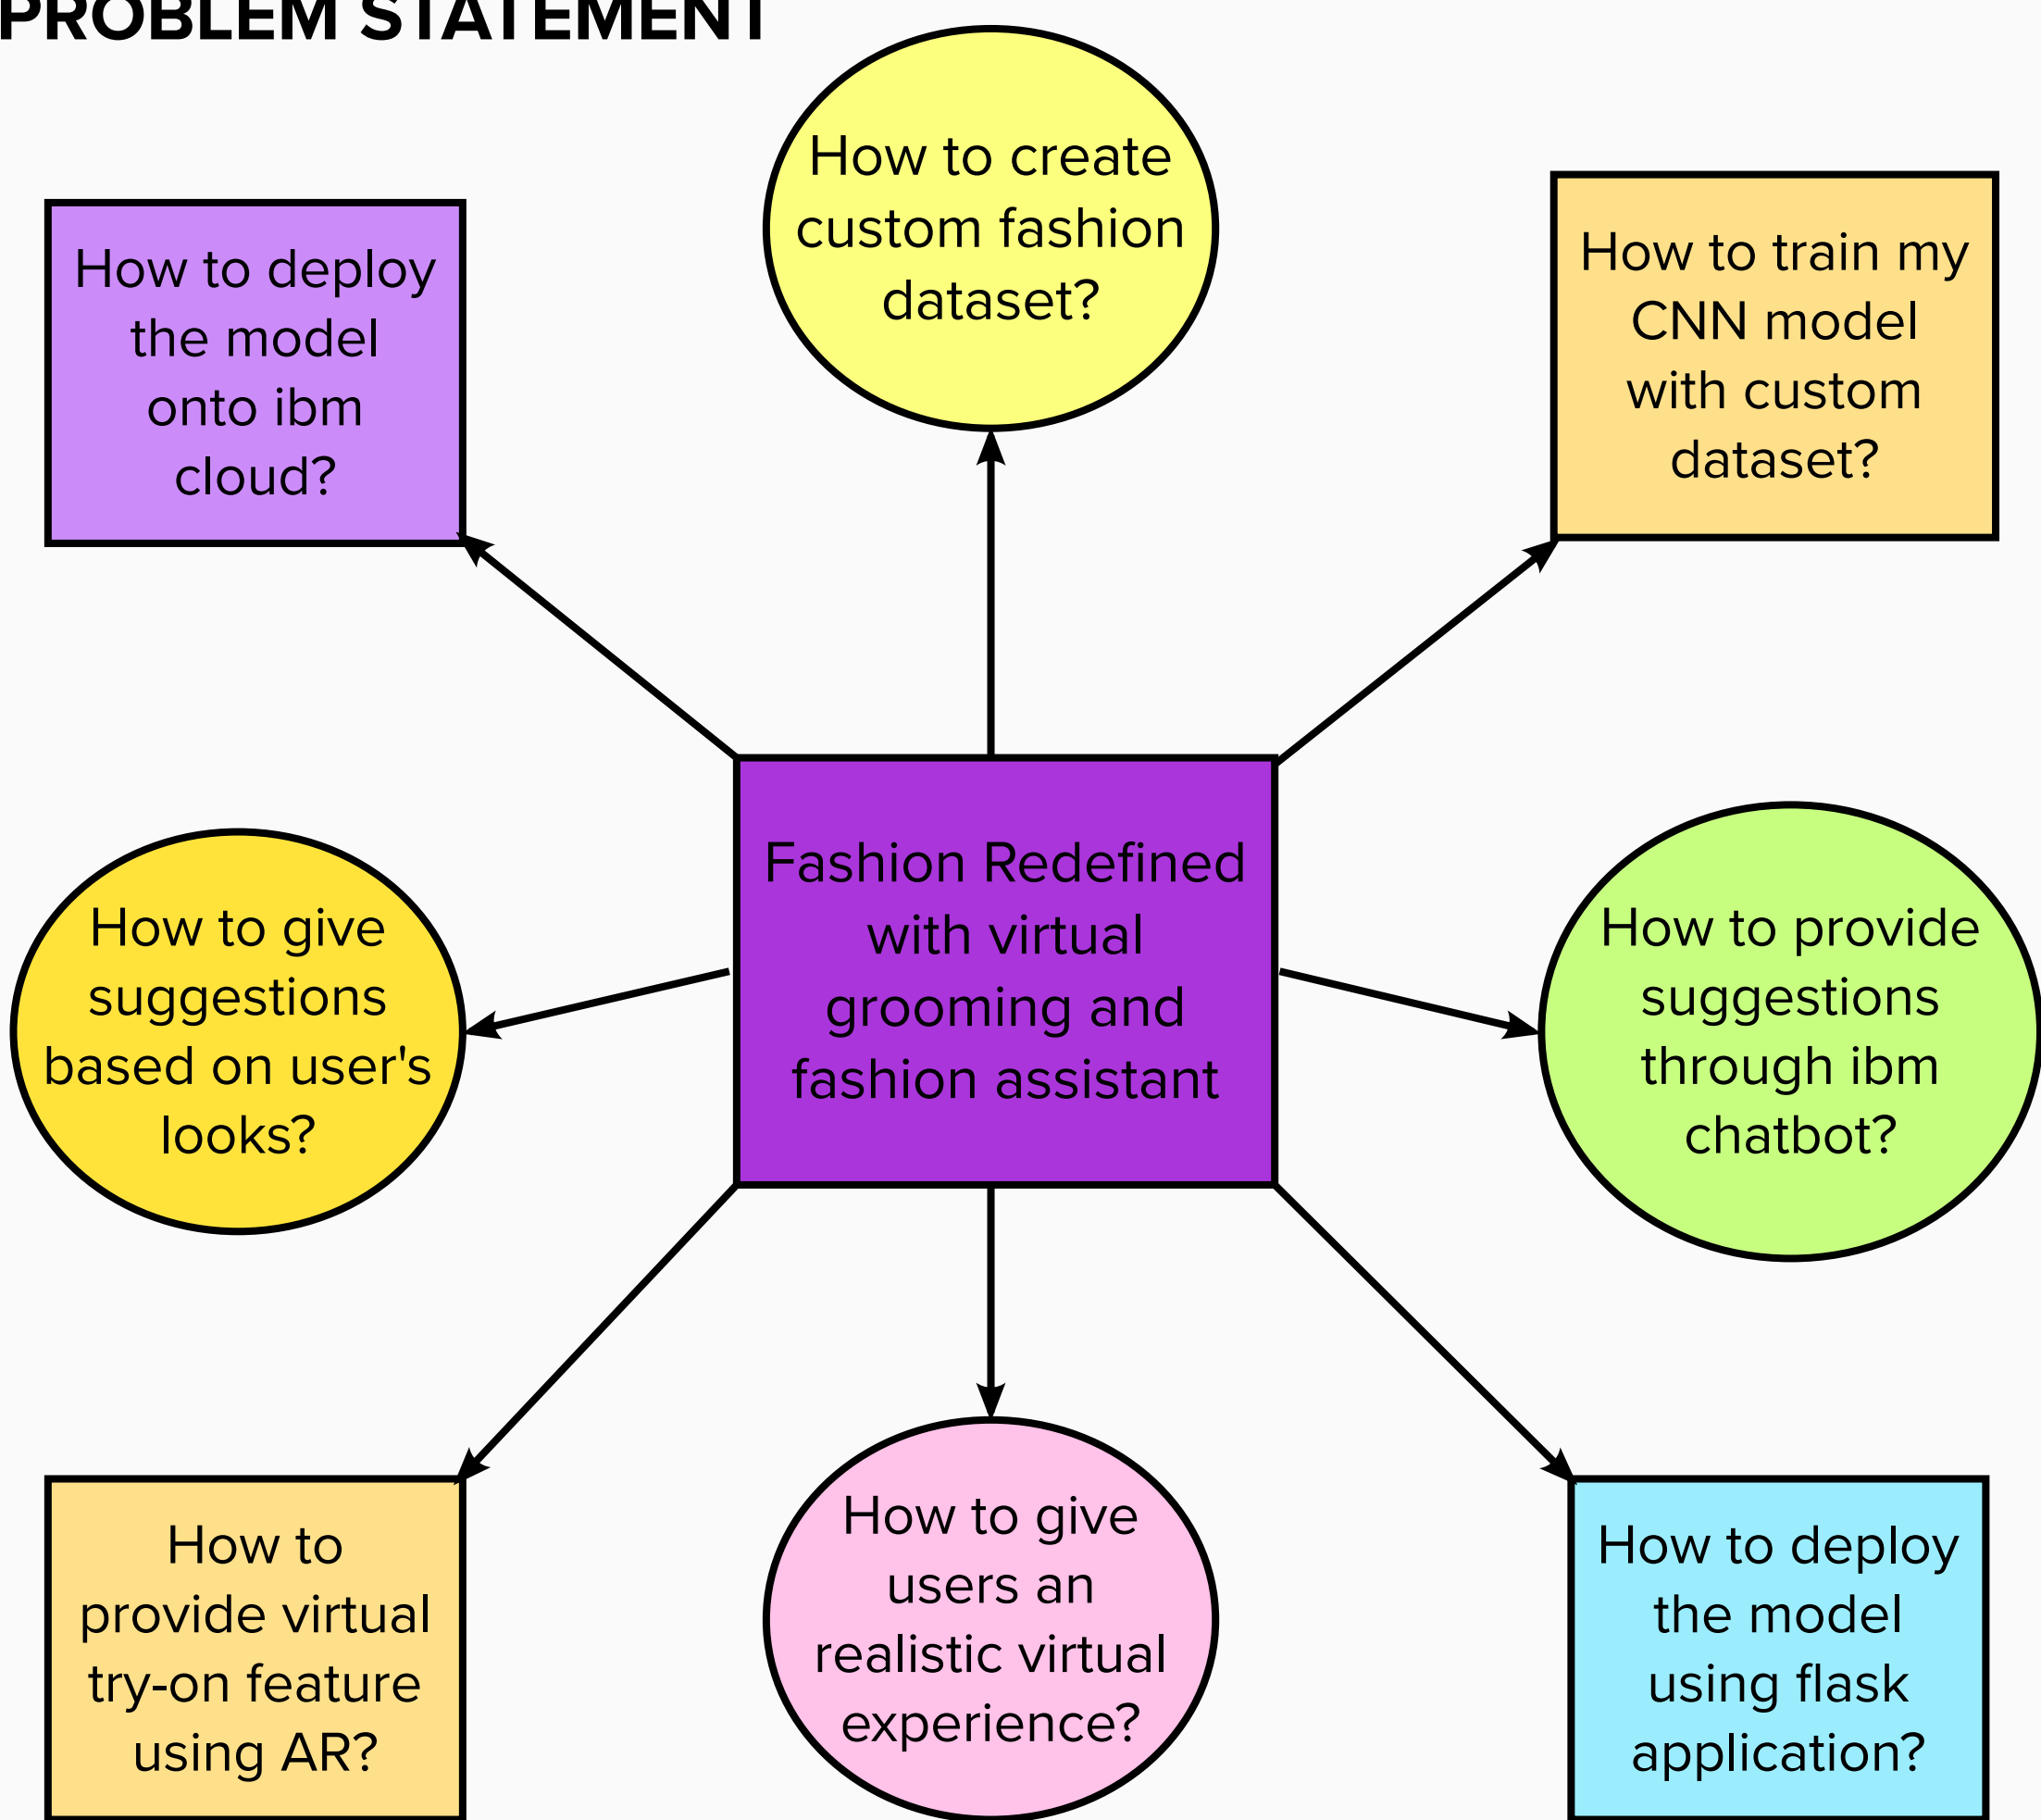 PROBLEM STATEMENT
How to create
custom fashion
dataset?
How to deploy
the model
onto ibm
cloud?
How to train my
CNN model
with custom
dataset?
Fashion Redefined
with virtual
grooming and
fashion assistant
How to give
suggestions
based on user's
looks?
How to provide
suggestions
through ibm
chatbot?
How to
provide virtual
try-on feature
using AR?
How to give
users an
realistic virtual
experience?
How to deploy
the model
using flask
application?